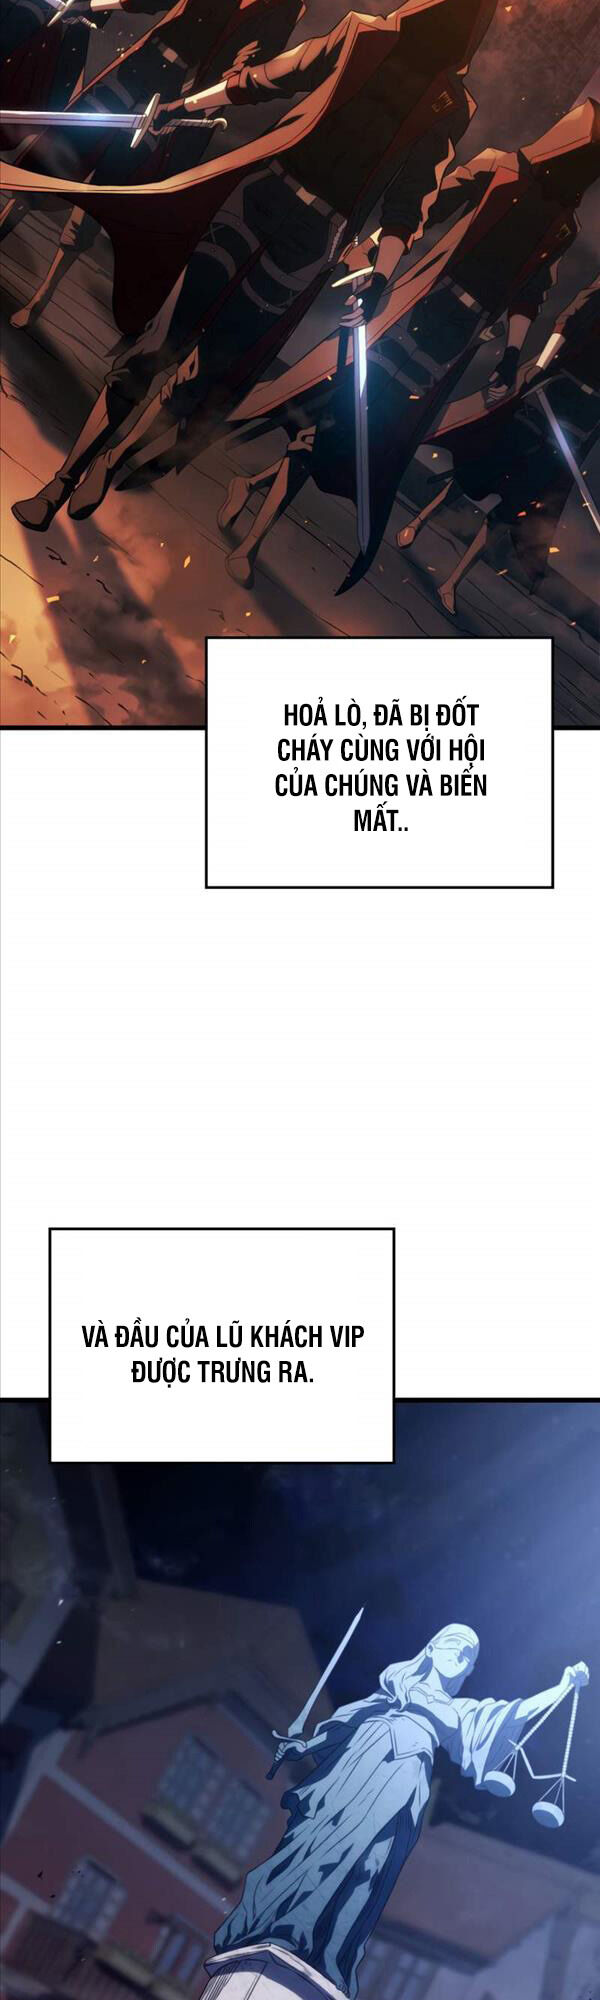 HOẢ LÒ, ĐÃ BỊ ĐỐT
CHÁY CÙNG VỚI HỘI
CỦA CHÚNG VÀ BIẾN
MẤT..
VÀ ĐẦU CỦA LŨ KHÁCH VIP
ĐƯỢC TRƯNG RA.